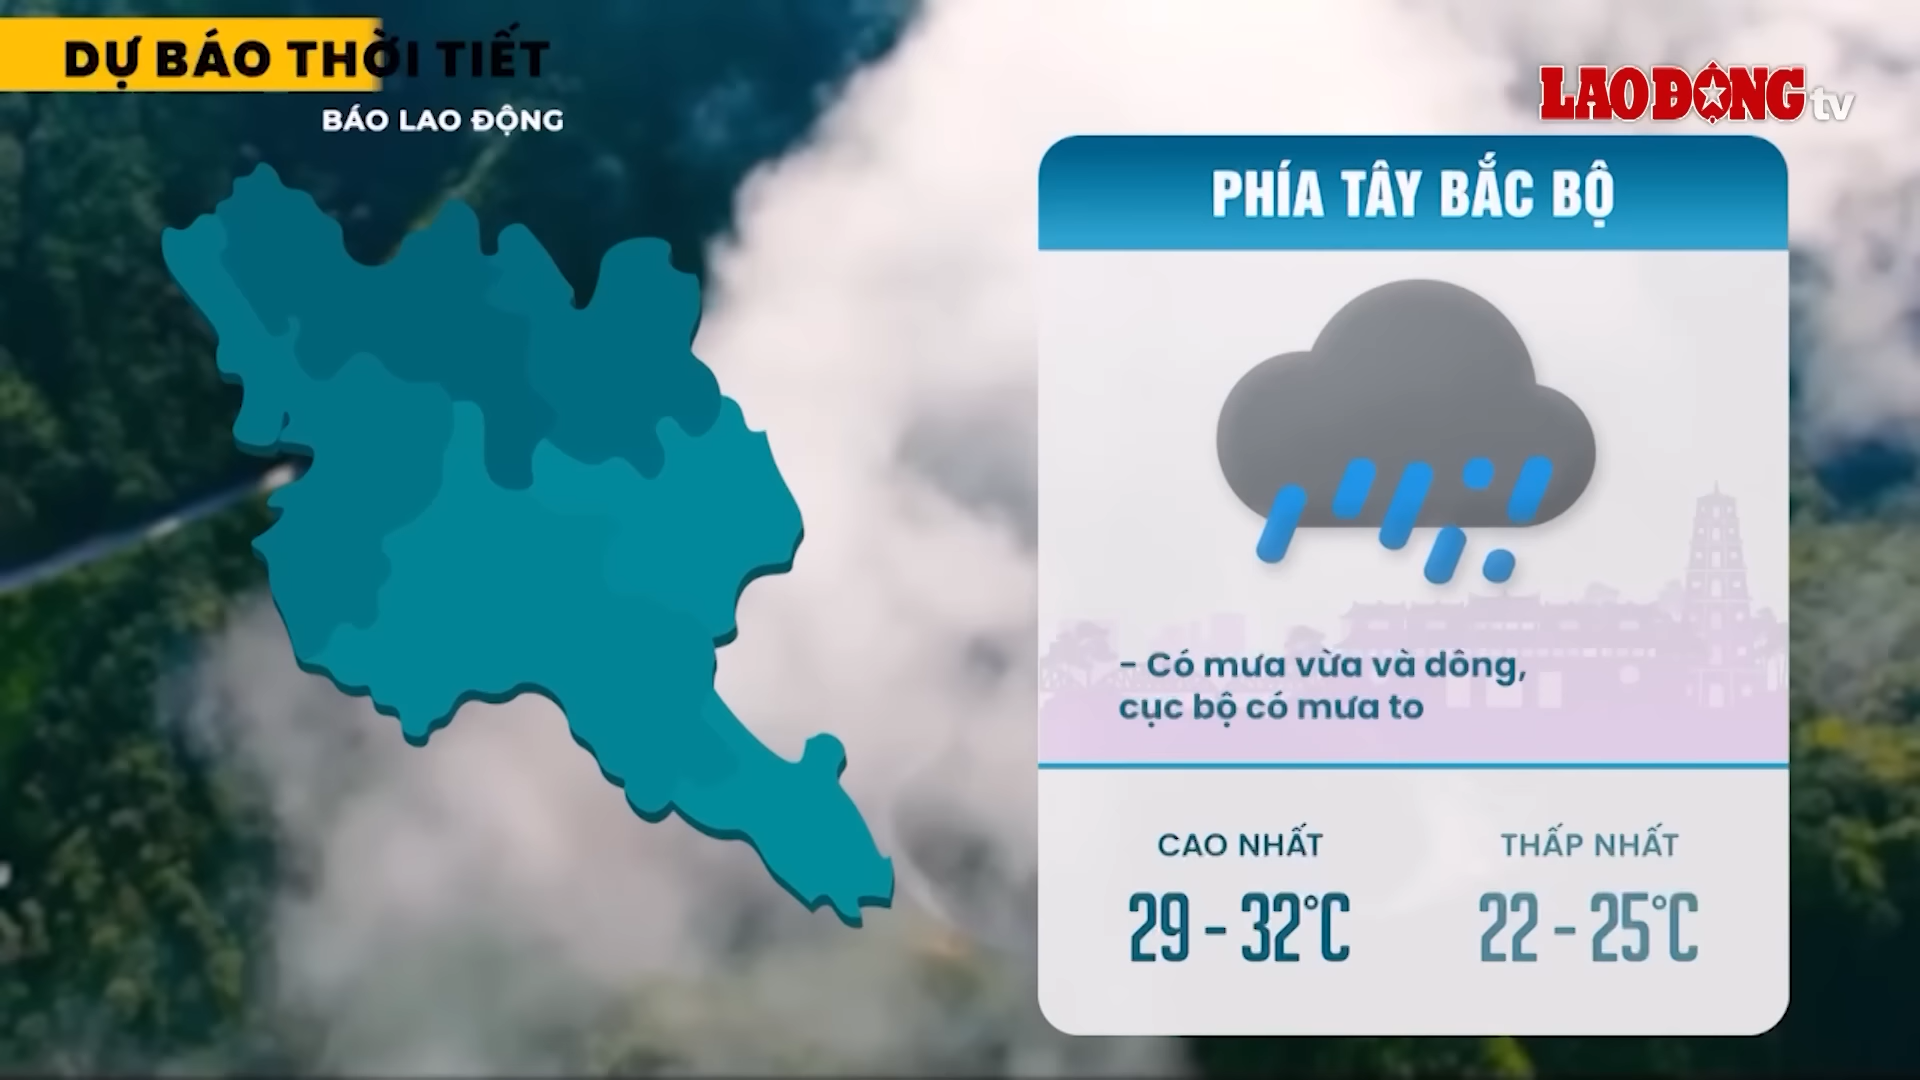 DỰ BÁO THỜI TIẾT
BÁO LAO ĐỘNG
LAO ĐỘNG tv
PHÍA TÂY BẮC BỘ
- Có mưa vừa và dông,
cục bộ có mưa to
CAO NHẤT
THẤP NHẤT
29 - 32°C
22 - 25°C